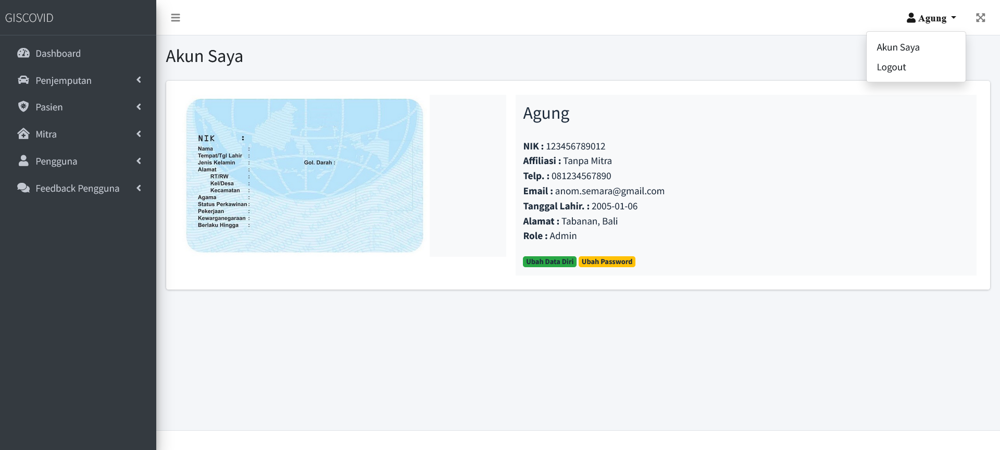 GISCOVID
Agung
Akun Saya
Logout
Dashboard
Penjemputan
Pasien
Mitra
Pengguna
Feedback Pengguna
Akun Saya
NIK :
Nama :
Tempat/Tgl Lahir :
Jenis Kelamin : Gol. Darah :
Alamat :
RT/RW :
Kel/Desa :
Kecamatan :
Agama :
Status Perkawinan :
Pekerjaan :
Kewarganegaraan :
Berlaku Hingga :
Agung
NIK : 123456789012
Affiliasi : Tanpa Mitra
Telp. : 081234567890
Email : anom.semara@gmail.com
Tanggal Lahir. : 2005-01-06
Alamat : Tabanan, Bali
Role : Admin
Ubah Data Diri Ubah Password